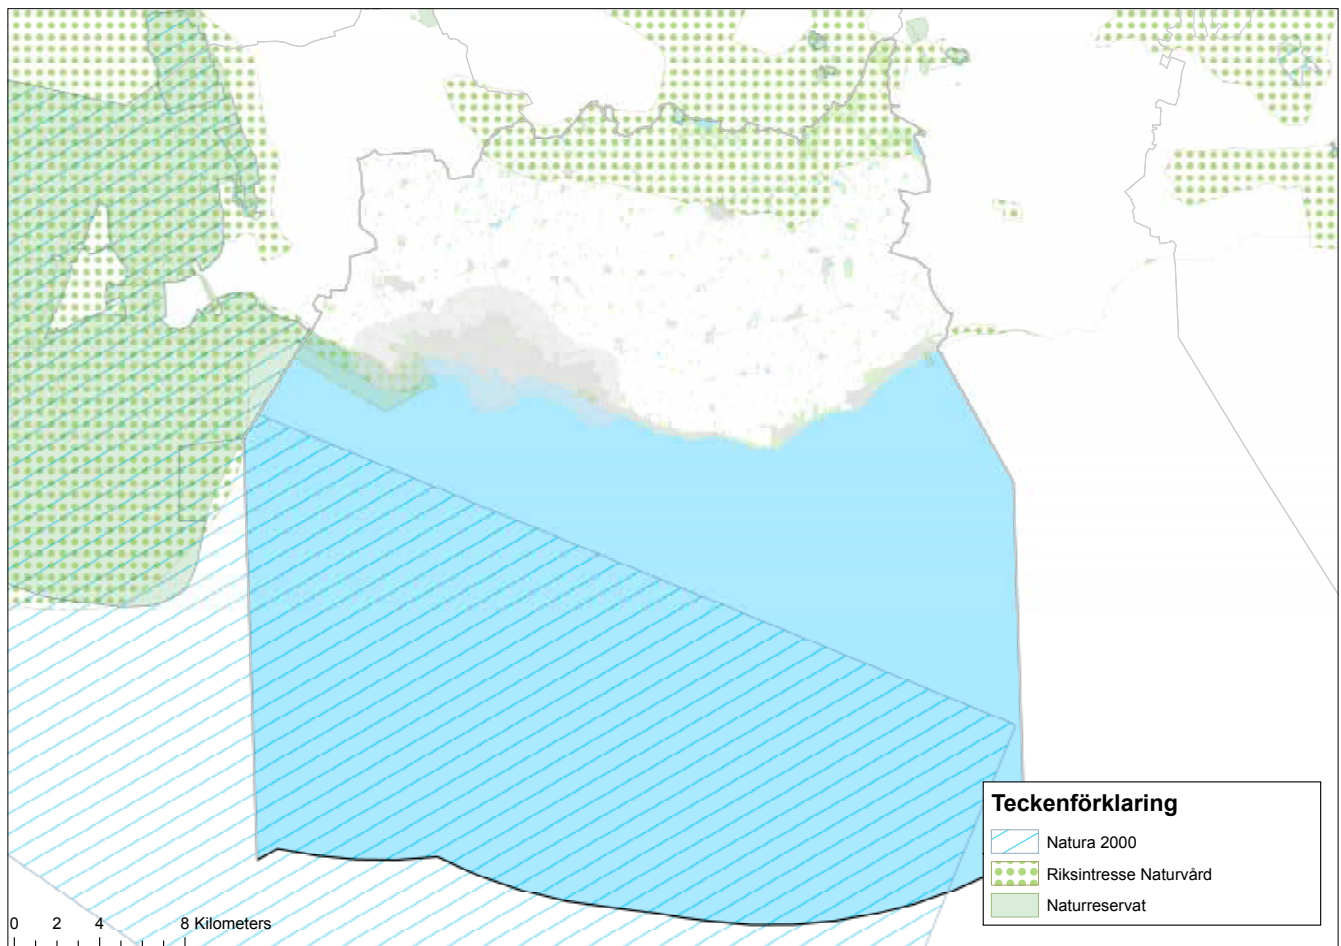 Teckenförklaring
Natura 2000
Riksintresse Naturvård
Naturreservat
0 2 4 8 Kilometers